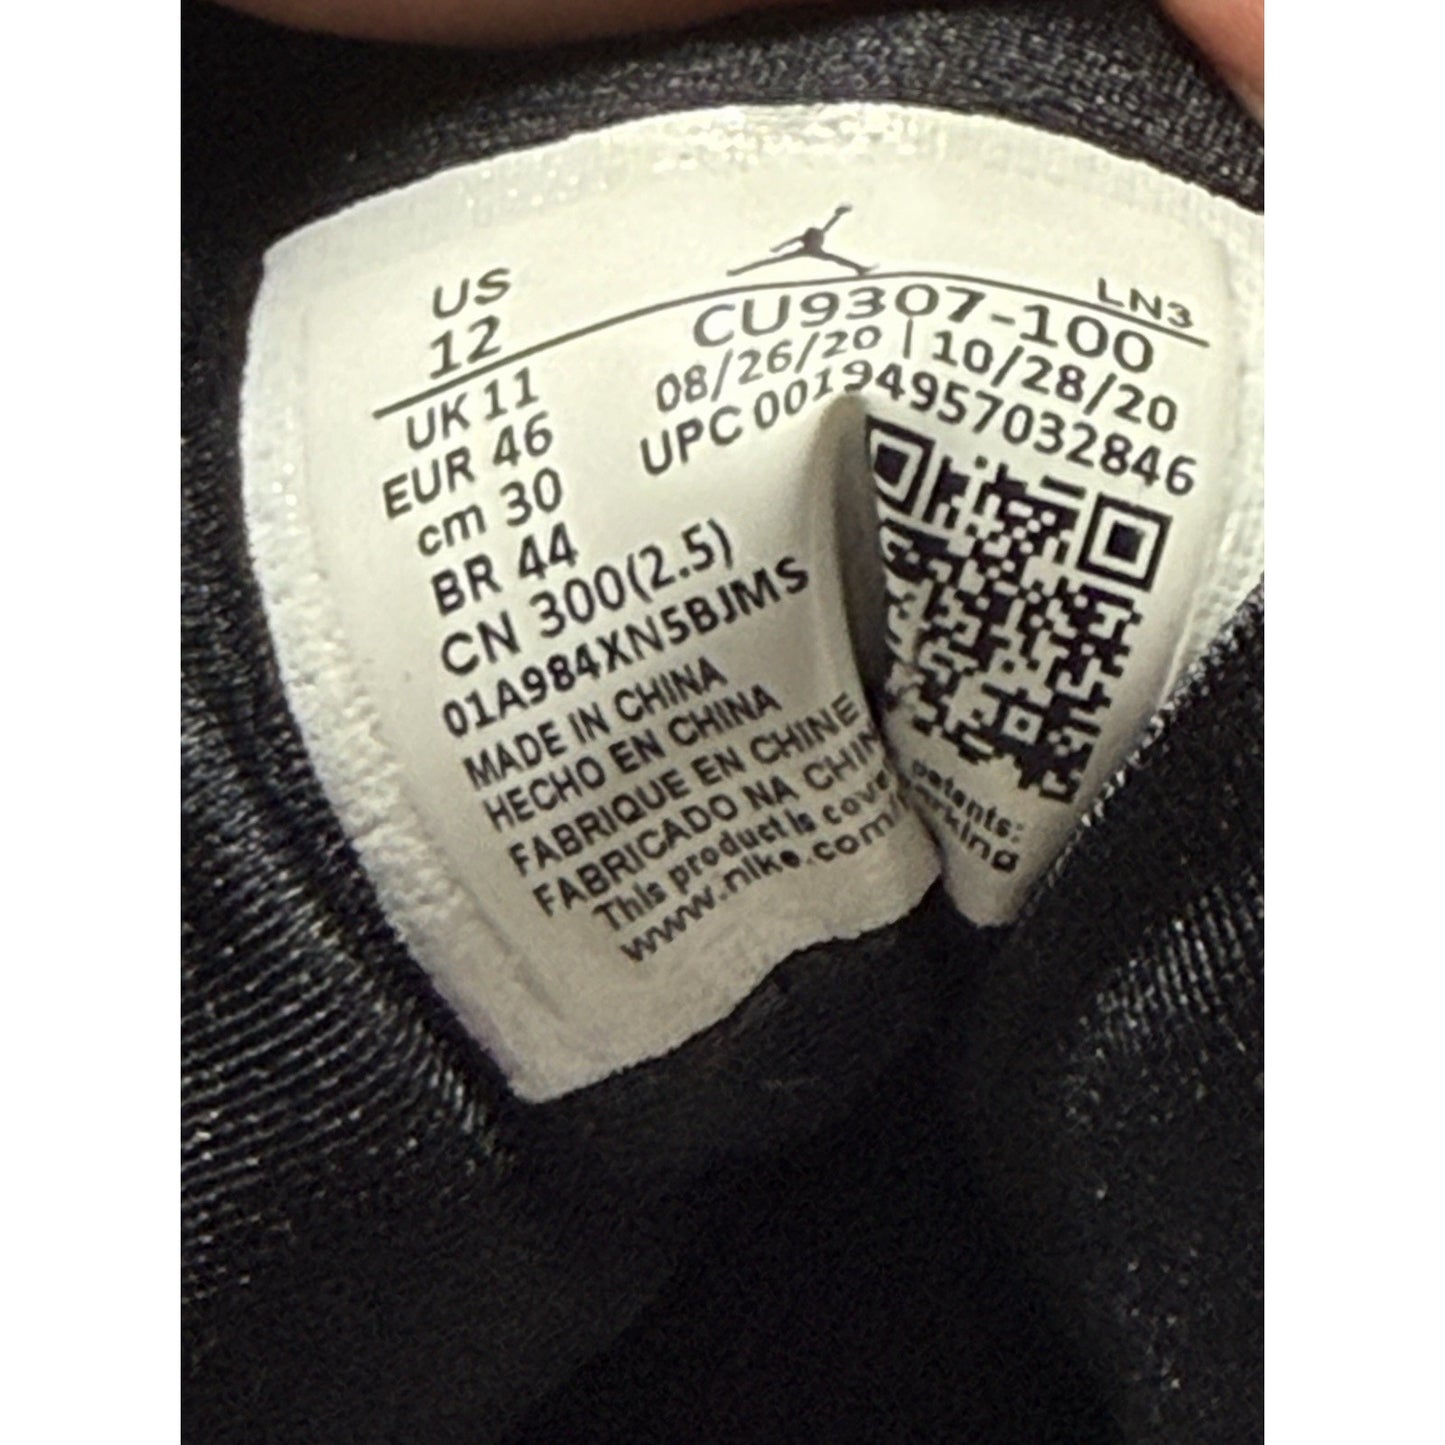 US
12
UK 11
EUR 46
cm 30
BR 44
CN 300(2.5)
01A984XN5BJMS
MADE IN CHINA
HECHO EN CHINA
FABRIQUE EN CHINE
FABRICADO NA CHIN
This product is cove
www.nike.com/
LN3
CU9307-100
08/26/20 | 10/28/20
UPC 00194957032846
patents: